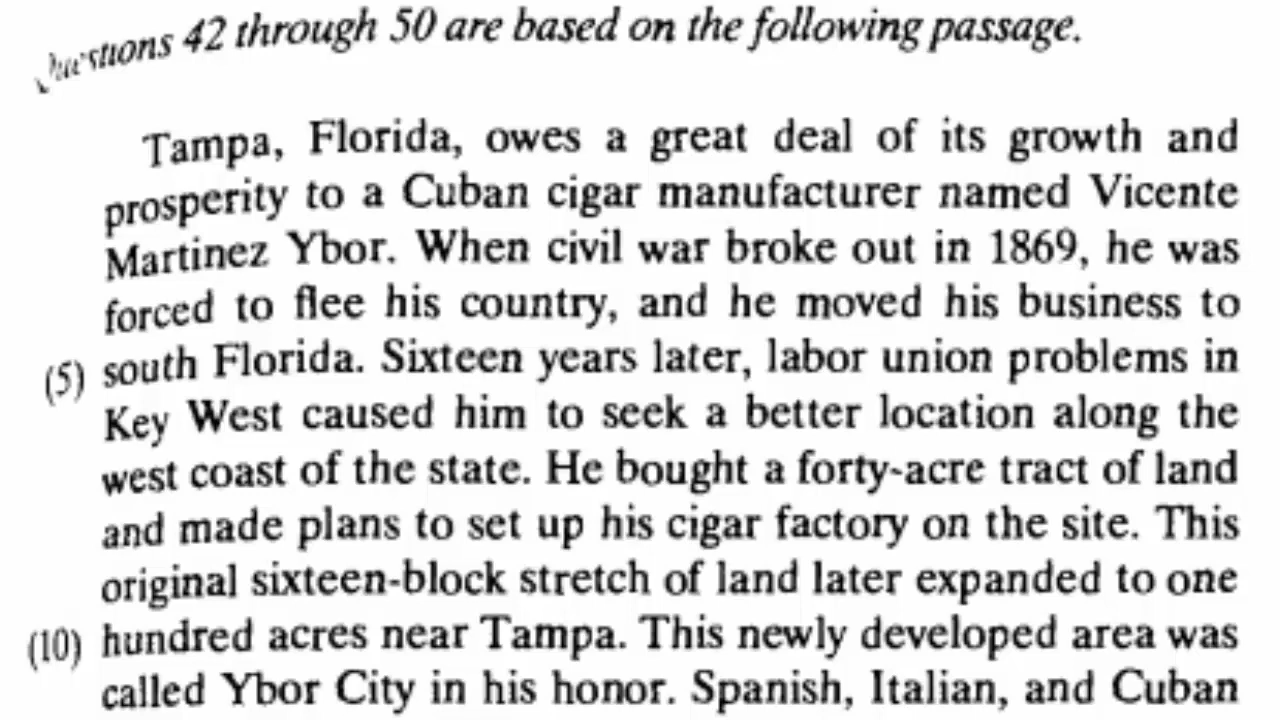 Questions 42 through 50 are based on the following passage.
Tampa, Florida, owes a great deal of its growth and
prosperity to a Cuban cigar manufacturer named Vicente
Martinez Ybor. When civil war broke out in 1869, he was
forced to flee his country, and he moved his business to
(5) south Florida. Sixteen years later, labor union problems in
Key West caused him to seek a better location along the
west coast of the state. He bought a forty-acre tract of land
and made plans to set up his cigar factory on the site. This
original sixteen-block stretch of land later expanded to one
(10) hundred acres near Tampa. This newly developed area was
called Ybor City in his honor. Spanish, Italian, and Cuban